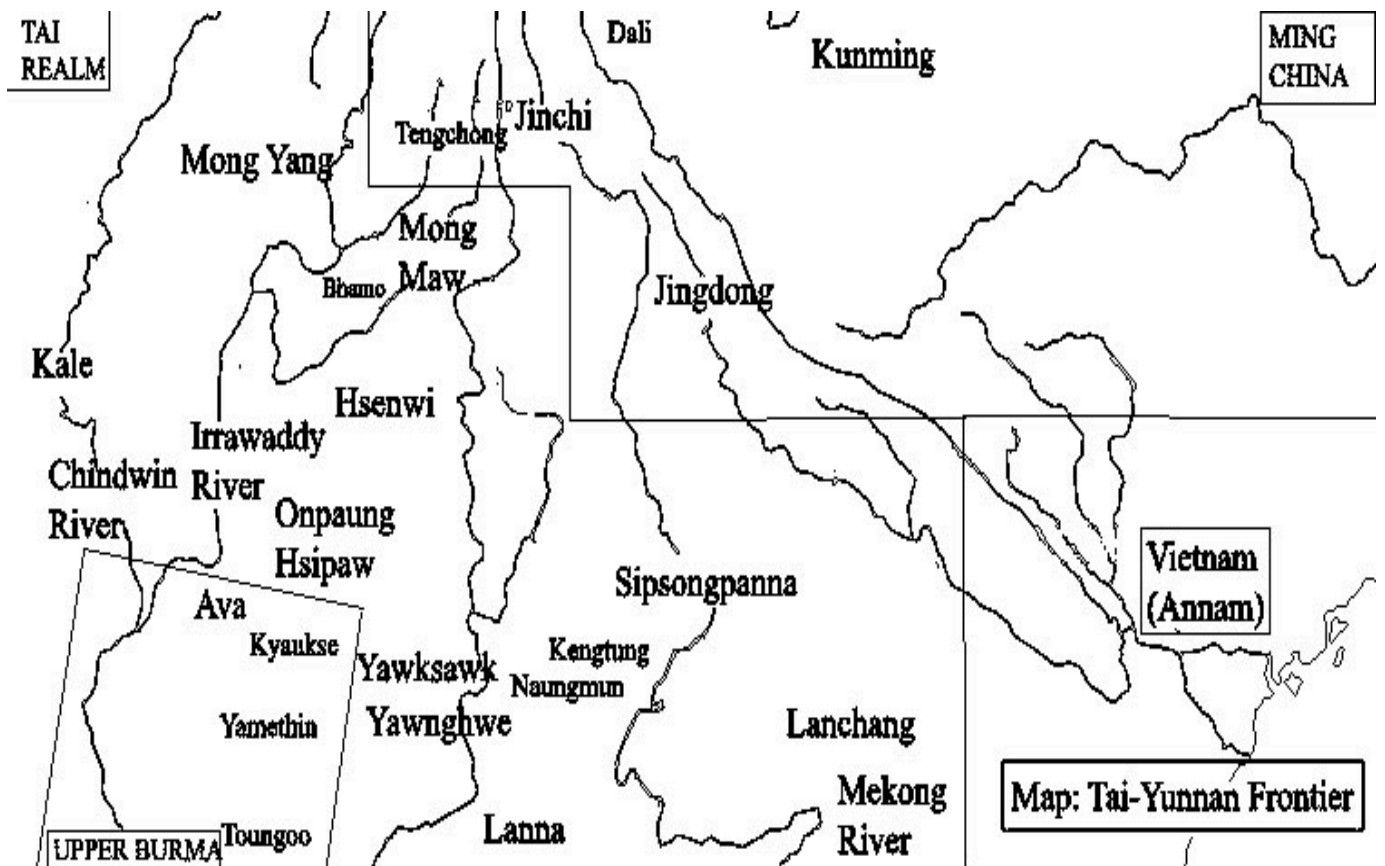 TAI
REALM
Dali
Kunming
MING
CHINA
Tengchong
Jinchi
Mong Yang
Mong
Maw
Bhamo
Jingdong
Kale
Hsenwi
Irrawaddy
River
Chindwin
River
Onpaung
Hsipaw
Sipsongpanna
Vietnam
(Annam)
Ava
Kyaukse
Yawksawk
Kengtung
Naungmun
Yamethin
Yawnghwe
Lanchang
Mekong
River
Map: Tai-Yunnan Frontier
Toungoo
Lanna
UPPER BURMA